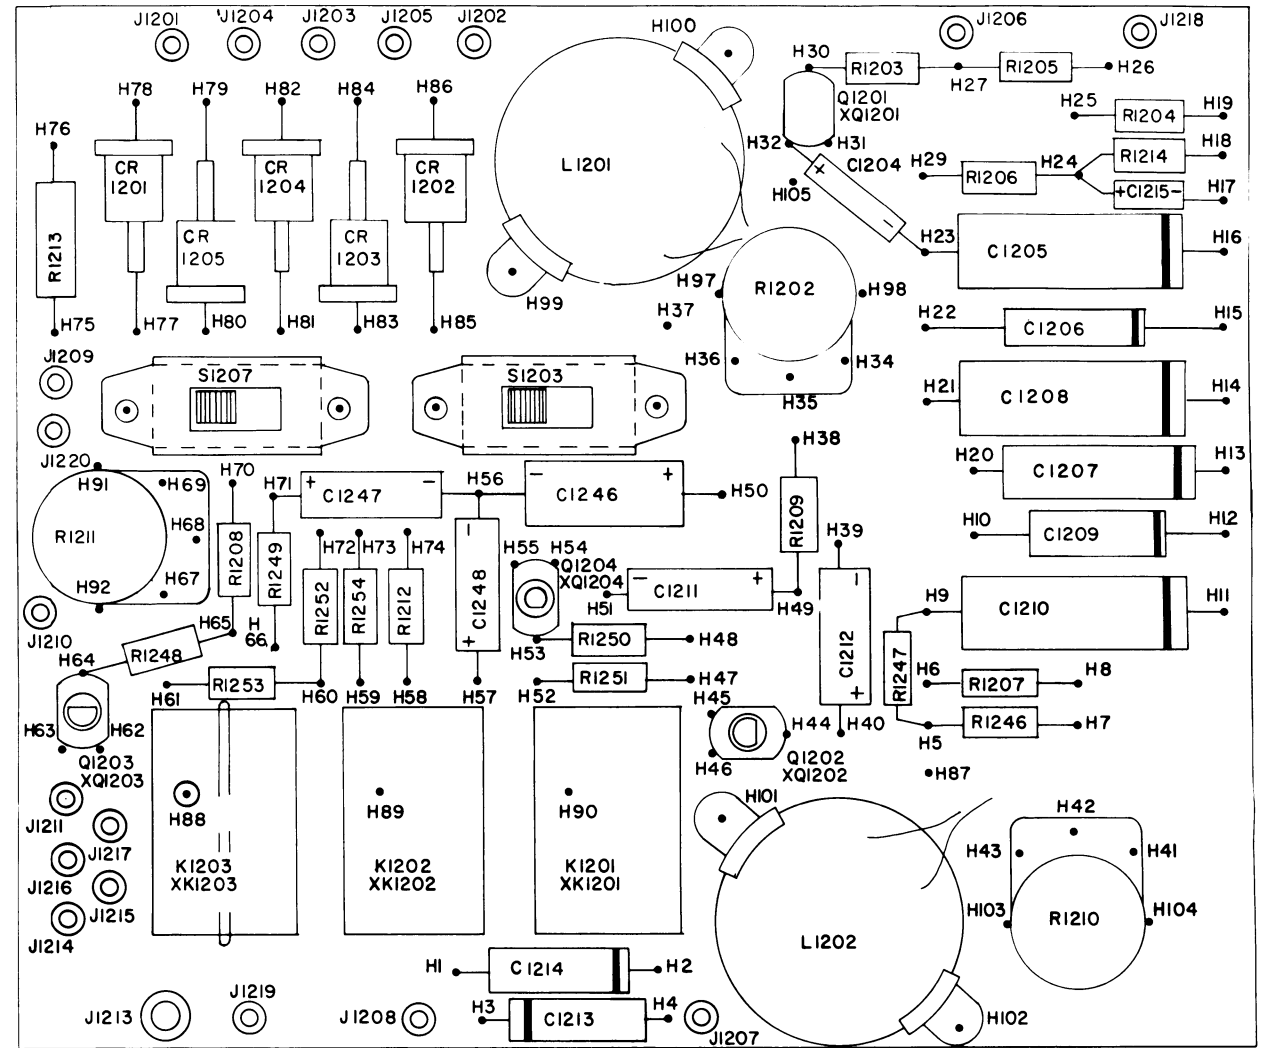 J1201 J1204 J1203 J1205 J1202 H100 J1206 J1218
H30 R1203 H27 R1205 H26
H78 H79 H82 H84 H86 Q1201 H25 R1204 H19
XQ1201
H76 H32 H31 H18
CR 1201 CR 1204 CR 1202 L1201 + C1204 - H29 R1206 H24 R1214
H105 +C1215- H17
R1213 CR 1205 CR 1203 H23 C1205 H16
H99 H97 R1202 H98
H75 H77 H80 H81 H83 H85 H37 H22 C1206 H15
J1209 H36 H34
S1207 S1203 H35 H21 C1208 H14
H38
J1220 H91 H69 H70 H71 + C1247 - H56 - C1246 + H50 H20 C1207 H13
R1211 H68 R1208 R1249 H72 H73 H74 - R1209 H39 H10 C1209 H12
H55 H54
Q1204
XQ1204
H92 H67 R1252 R1254 R1212 C1248 + H51 - C1211 + H49 - C1212 + H9 C1210 H11
J1210 H65 H66 H53 R1250 H48
H64 R1248 R1247 H6 R1207 H8
H61 R1253 H60 H59 H58 H57 H52 R1251 H47
H45 H44 H40 H5 R1246 H7
H63 H62 H46 Q1202
XQ1202
Q1203
XQ1203 H87
J1211 H88 H89 H90 H101 H42
J1217 H43 H41
J1216 K1203
XK1203 K1202
XK1202 K1201
XK1201
J1215
J1214 L1202 H103 R1210 H104
H1 C1214 H2
J1213 J1219 J1208 H3 C1213 H4 J1207 H102